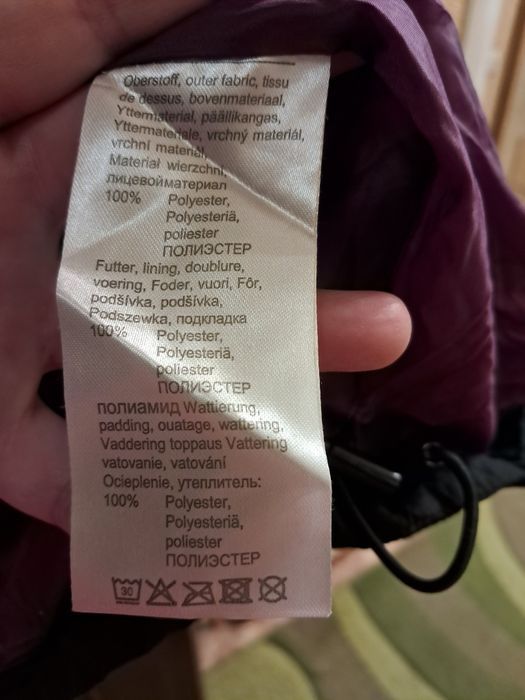 Oberstoff, outer fabric, tissu
de dessus, bovenmateriaal,
Yttermaterial, päällikangas,
Yttermateriale, vrchný materiál,
vrchní materiál,
Materiał wierzchni,
лицевойматериал
100% Polyester,
Polyesteriä,
poliester
ПОЛИЭСТЕР
Futter, lining, doublure,
voering, Foder, vuori, Fôr,
podšívka, podšívka,
Podszewka, подкладка
100% Polyester,
Polyesteriä,
poliester
ПОЛИЭСТЕР
ПОЛИАМИД Wattierung,
padding, ouatage, wattering,
Vaddering toppaus Vattering
vatovanie, vatování
Ocieplenie, утеплитель:
100% Polyester,
Polyesteriä,
poliester
ПОЛИЭСТЕР
30